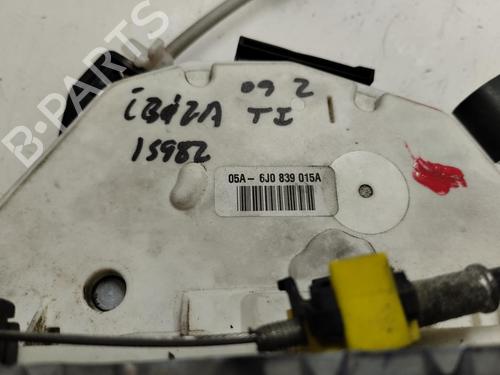 B-PARTS
09 2
iBiZA TI
15982
05A- 6J0 839 015A